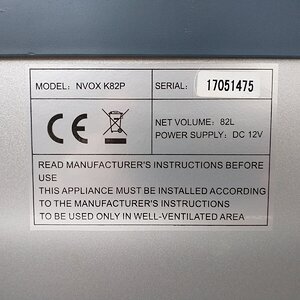 MODEL: NVOX K82P
SERIAL: 17051475
CE
NET VOLUME: 82L
POWER SUPPLY: DC 12V
READ MANUFACTURER'S INSTRUCTIONS BEFORE
USE
THIS APPLIANCE MUST BE INSTALLED ACCORDING
TO THE MANUFACTURER'S INSTRUCTIONS
TO BE USED ONLY IN WELL-VENTILATED AREA